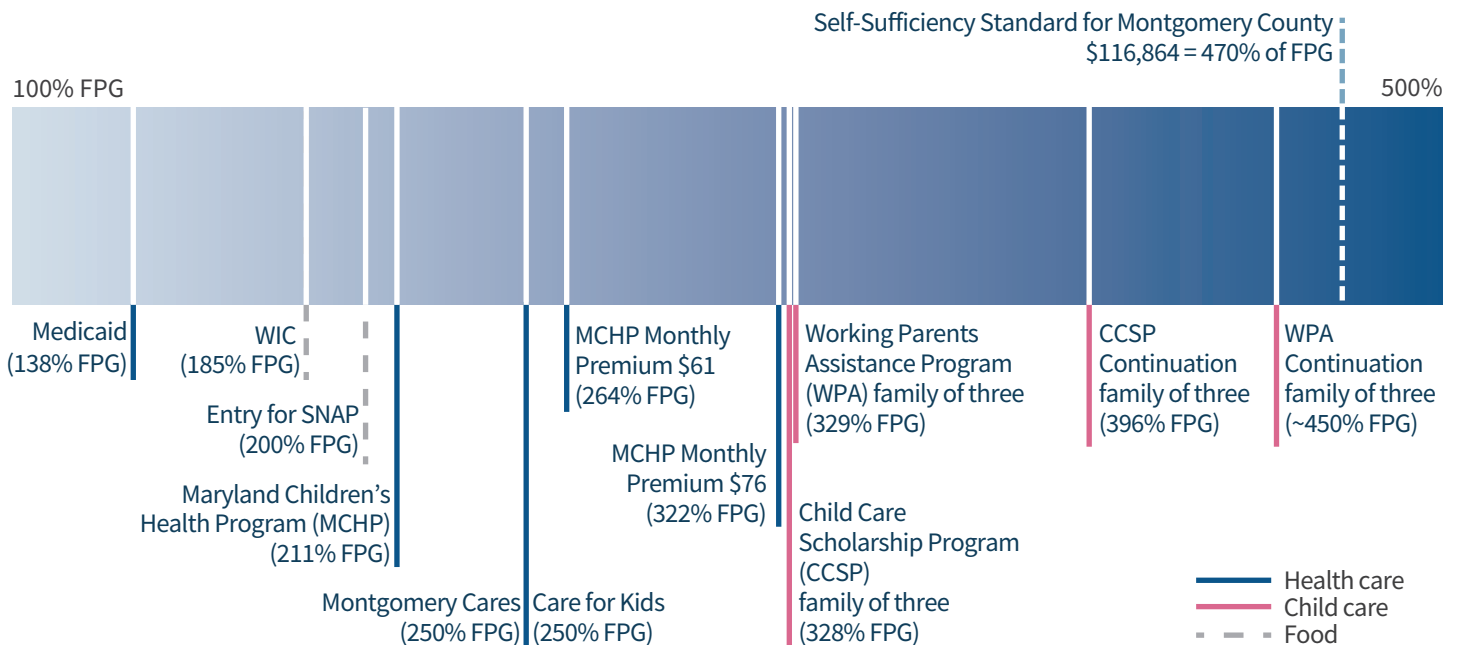 Self-Sufficiency Standard for Montgomery County
$116,864 = 470% of FPG
100% FPG
500%
Medicaid
(138% FPG)
WIC
(185% FPG)
Entry for SNAP
(200% FPG)
Maryland Children’s
Health Program (MCHP)
(211% FPG)
Montgomery Cares
(250% FPG)
Care for Kids
(250% FPG)
MCHP Monthly
Premium $61
(264% FPG)
MCHP Monthly
Premium $76
(322% FPG)
Working Parents
Assistance Program
(WPA) family of three
(329% FPG)
Child Care
Scholarship Program
(CCSP)
family of three
(328% FPG)
CCSP
Continuation
family of three
(396% FPG)
WPA
Continuation
family of three
(~450% FPG)
Health care
Child care
Food